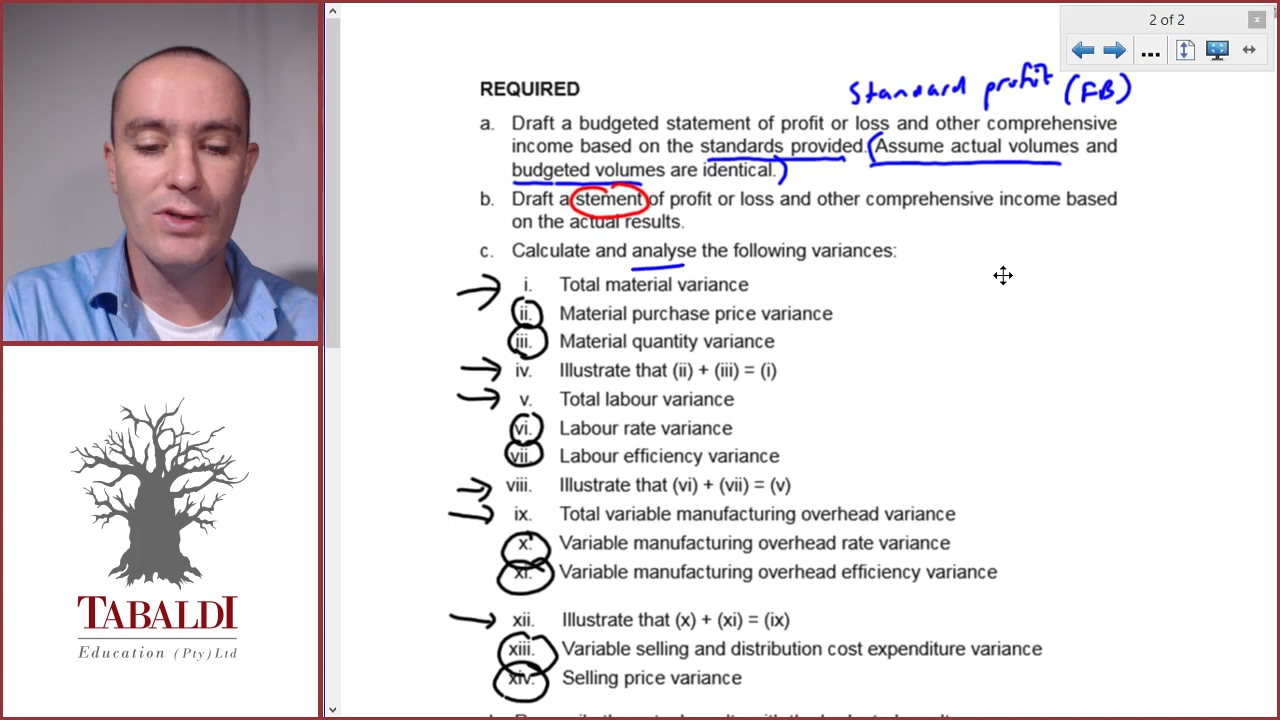 2 of 2
x
...
Standard profit (FB)
REQUIRED
a. Draft a budgeted statement of profit or loss and other comprehensive
income based on the standards provided. (Assume actual volumes and
budgeted volumes are identical.)
b. Draft a stement of profit or loss and other comprehensive income based
on the actual results.
c. Calculate and analyse the following variances:
i. Total material variance
ii. Material purchase price variance
iii. Material quantity variance
iv. Illustrate that (ii) + (iii) = (i)
v. Total labour variance
vi. Labour rate variance
vii. Labour efficiency variance
viii. Illustrate that (vi) + (vii) = (v)
ix. Total variable manufacturing overhead variance
x. Variable manufacturing overhead rate variance
xi. Variable manufacturing overhead efficiency variance
xii. Illustrate that (x) + (xi) = (ix)
xiii. Variable selling and distribution cost expenditure variance
xiv. Selling price variance
TABALDI
Education (Pty) Ltd